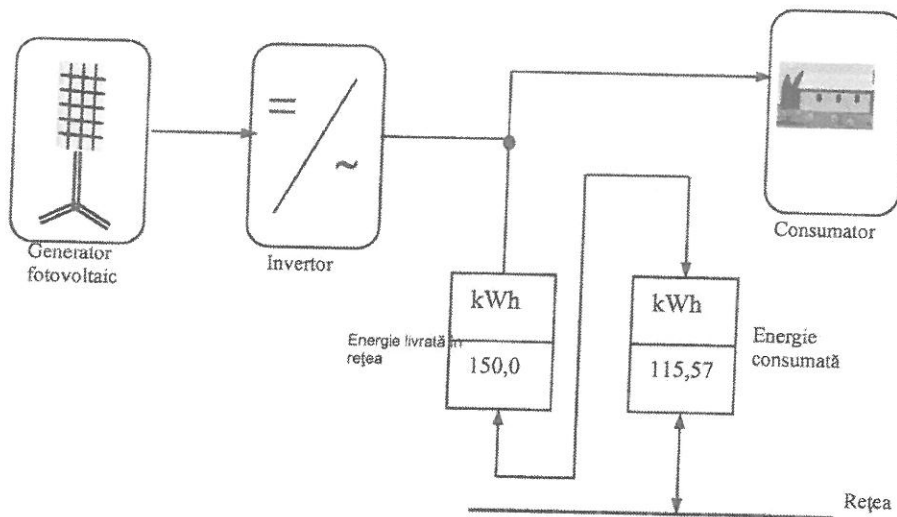 Generator
fotovoltaic
=
~
Invertor
Consumator
kWh
150,0
Energie livrată în
rețea
kWh
115,57
Energie
consumată
Rețea